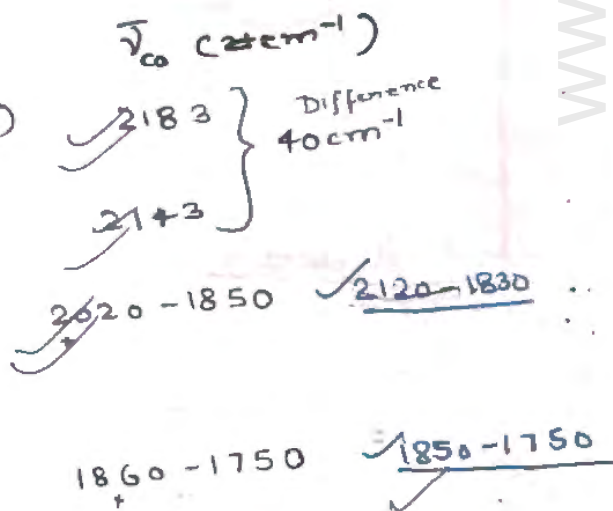 ν̄co (cm⁻¹)
) 2183 } Difference
40cm⁻¹
2143
2020-1850 2120-1830
1860-1750 1850-1750